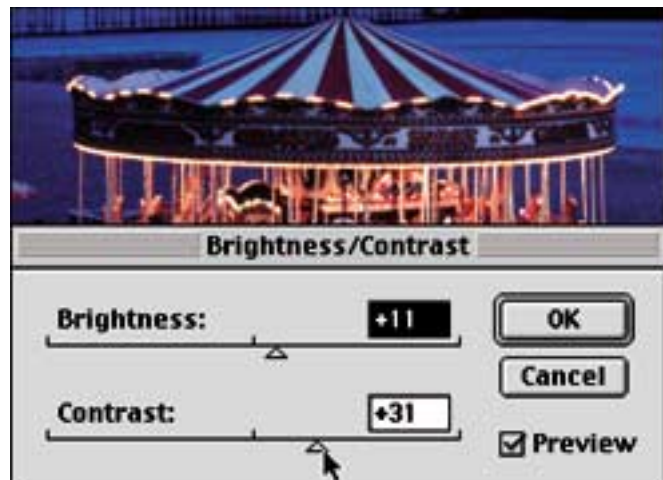 Brightness/Contrast
Brightness: +11
OK
Cancel
Contrast: +31
Preview